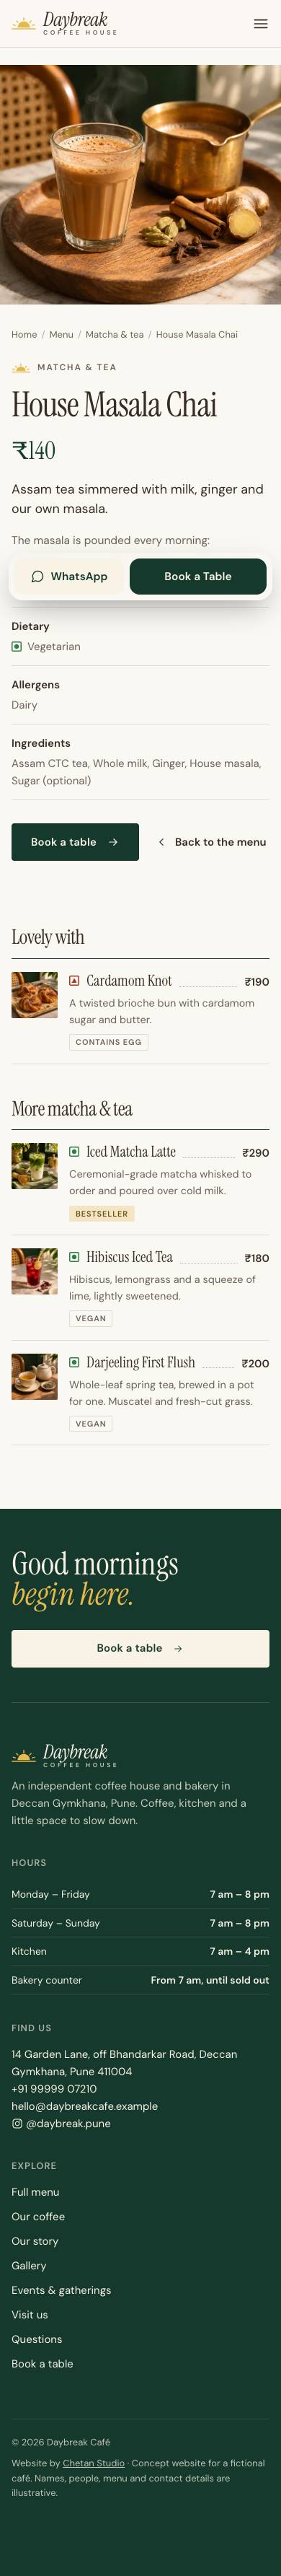 Daybreak
COFFEE HOUSE
Home / Menu / Matcha & tea / House Masala Chai
MATCHA & TEA
House Masala Chai
₹140
Assam tea simmered with milk, ginger and
our own masala.
The masala is pounded every morning:
WhatsApp
Book a Table
Dietary
Vegetarian
Allergens
Dairy
Ingredients
Assam CTC tea, Whole milk, Ginger, House masala,
Sugar (optional)
Book a table →
Back to the menu
Lovely with
Cardamom Knot ₹190
A twisted brioche bun with cardamom
sugar and butter.
CONTAINS EGG
More matcha & tea
Iced Matcha Latte ₹290
Ceremonial-grade matcha whisked to
order and poured over cold milk.
BESTSELLER
Hibiscus Iced Tea ₹180
Hibiscus, lemongrass and a squeeze of
lime, lightly sweetened.
VEGAN
Darjeeling First Flush ₹200
Whole-leaf spring tea, brewed in a pot
for one. Muscatel and fresh-cut grass.
VEGAN
Good mornings
begin here.
Book a table →
Daybreak
COFFEE HOUSE
An independent coffee house and bakery in
Deccan Gymkhana, Pune. Coffee, kitchen and a
little space to slow down.
HOURS
Monday – Friday 7 am – 8 pm
Saturday – Sunday 7 am – 8 pm
Kitchen 7 am – 4 pm
Bakery counter From 7 am, until sold out
FIND US
14 Garden Lane, off Bhandarkar Road, Deccan
Gymkhana, Pune 411004
+91 99999 07210
hello@daybreakcafe.example
@daybreak.pune
EXPLORE
Full menu
Our coffee
Our story
Gallery
Events & gatherings
Visit us
Questions
Book a table
© 2026 Daybreak Café
Website by Chetan Studio · Concept website for a fictional
café. Names, people, menu and contact details are
illustrative.